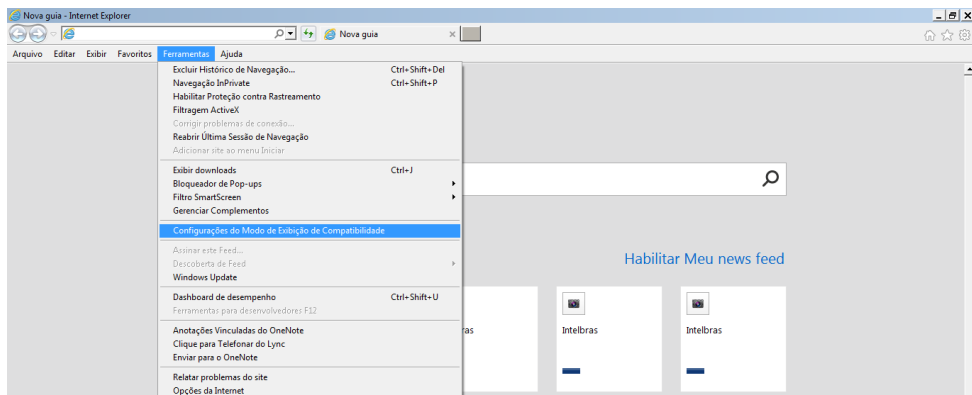 Nova guia - Internet Explorer
Nova guia
Arquivo Editar Exibir Favoritos Ferramentas Ajuda
Excluir Histórico de Navegação... Ctrl+Shift+Del
Navegação InPrivate Ctrl+Shift+P
Habilitar Proteção contra Rastreamento
Filtragem ActiveX
Corrigir problemas de conexão...
Reabrir Última Sessão de Navegação
Adicionar site ao menu Iniciar
Exibir downloads Ctrl+J
Bloqueador de Pop-ups
Filtro SmartScreen
Gerenciar Complementos
Configurações do Modo de Exibição de Compatibilidade
Assinar este Feed...
Descoberta de Feed
Windows Update
Dashboard de desempenho Ctrl+Shift+U
Ferramentas para desenvolvedores F12
Anotações Vinculadas do OneNote
Clique para Telefonar do Lync
Enviar para o OneNote
Relatar problemas do site
Opções da Internet
Habilitar Meu news feed
ras Intelbras Intelbras